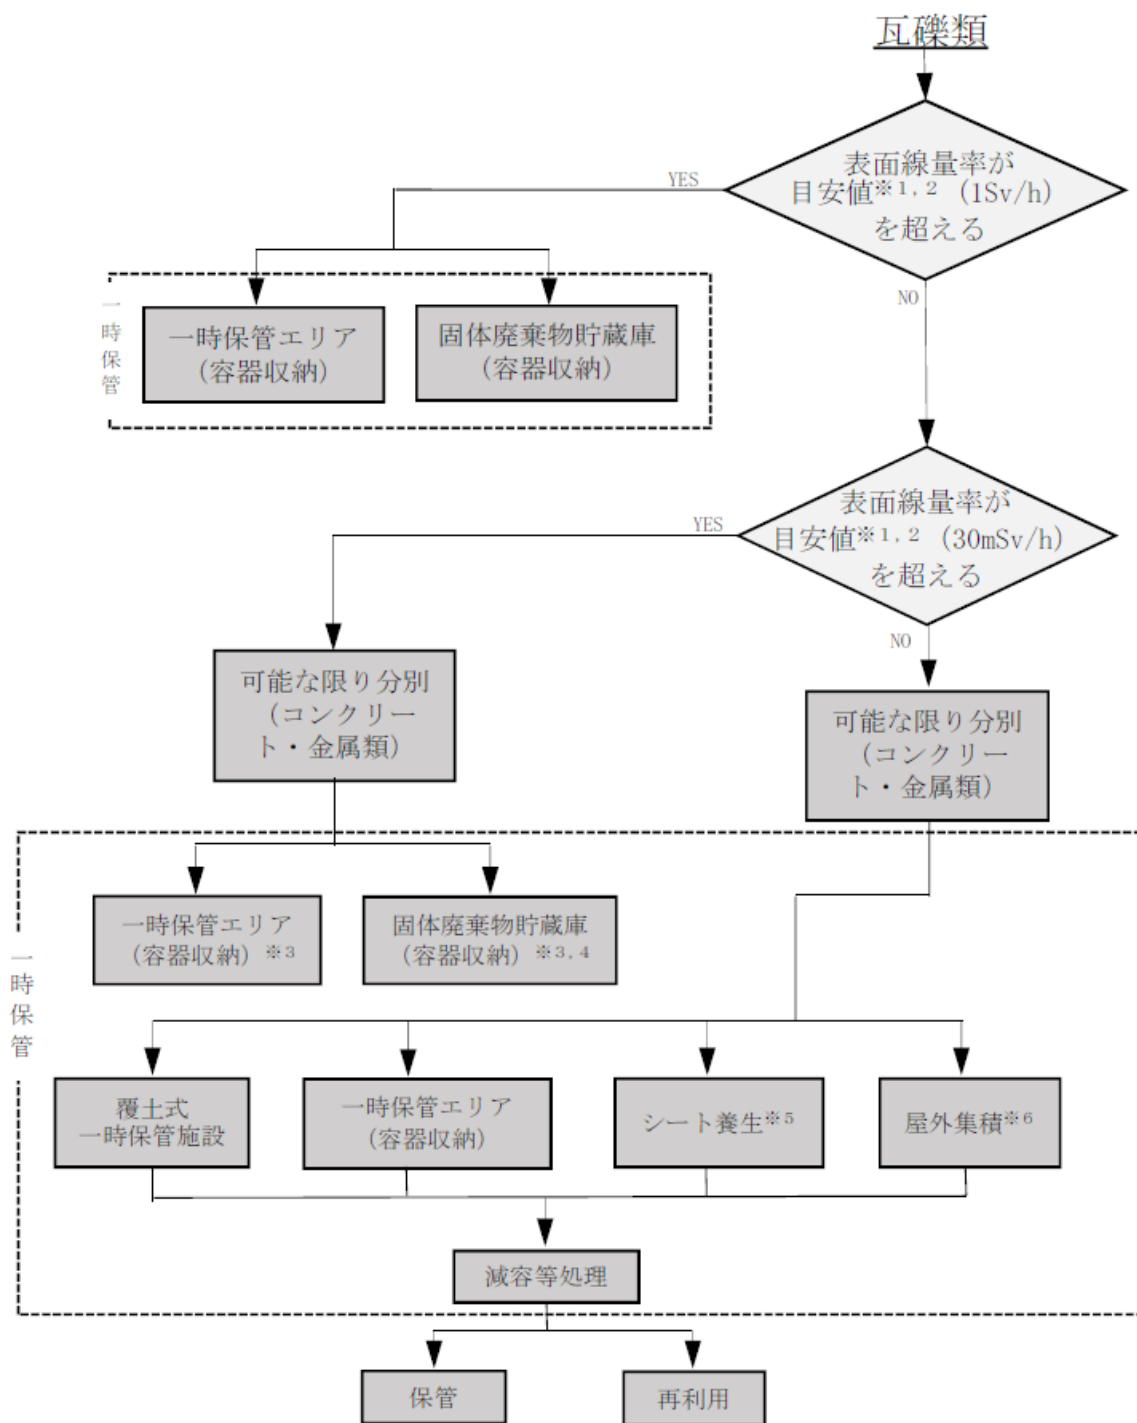 瓦礫類
表面線量率が
目安値※1,2 (1Sv/h)
を超える
YES
NO
一時保管
一時保管エリア
(容器収納)
固体廃棄物貯蔵庫
(容器収納)
表面線量率が
目安値※1,2 (30mSv/h)
を超える
YES
NO
可能な限り分別
(コンクリー
ト・金属類)
可能な限り分別
(コンクリー
ト・金属類)
一時保管
一時保管エリア
(容器収納)※3
固体廃棄物貯蔵庫
(容器収納)※3,4
覆土式
一時保管施設
一時保管エリア
(容器収納)
シート養生※5
屋外集積※6
減容等処理
保管
再利用